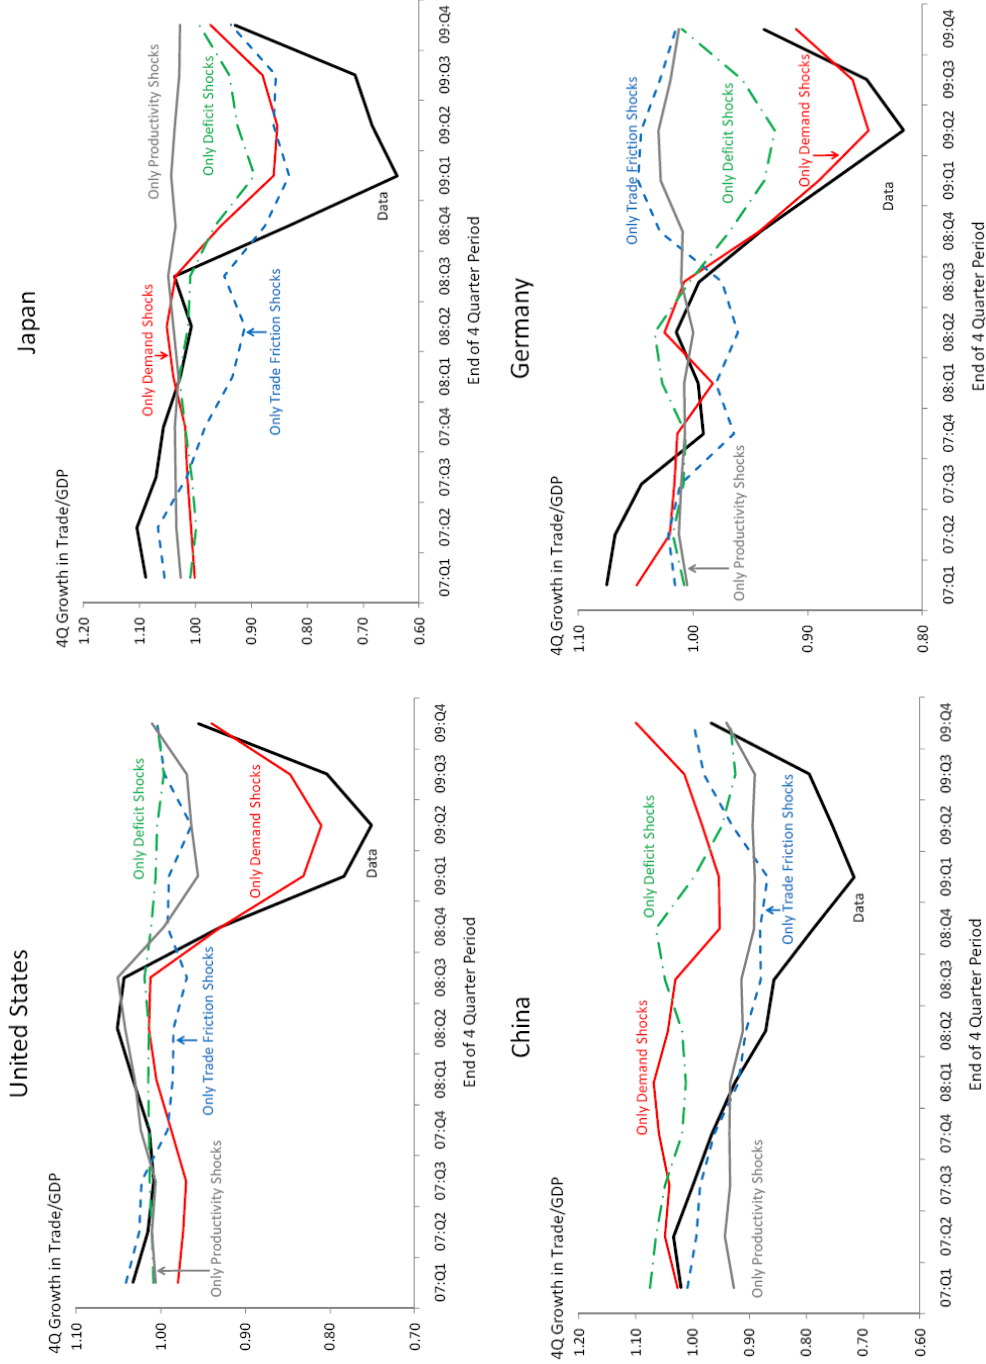 United States
4Q Growth in Trade/GDP
1.10
1.00
0.90
0.80
0.70
Only Deficit Shocks
Only Demand Shocks
Data
Only Trade Friction Shocks
Only Productivity Shocks
07:Q1 07:Q2 07:Q3 07:Q4 08:Q1 08:Q2 08:Q3 08:Q4 09:Q1 09:Q2 09:Q3 09:Q4
End of 4 Quarter Period
Japan
4Q Growth in Trade/GDP
1.20
1.10
1.00
0.90
0.80
0.70
0.60
Only Productivity Shocks
Only Deficit Shocks
Only Demand Shocks
Only Trade Friction Shocks
Data
07:Q1 07:Q2 07:Q3 07:Q4 08:Q1 08:Q2 08:Q3 08:Q4 09:Q1 09:Q2 09:Q3 09:Q4
End of 4 Quarter Period
China
4Q Growth in Trade/GDP
1.20
1.10
1.00
0.90
0.80
0.70
0.60
Only Demand Shocks
Only Deficit Shocks
Only Trade Friction Shocks
Only Productivity Shocks
Data
07:Q1 07:Q2 07:Q3 07:Q4 08:Q1 08:Q2 08:Q3 08:Q4 09:Q1 09:Q2 09:Q3 09:Q4
End of 4 Quarter Period
Germany
4Q Growth in Trade/GDP
1.10
1.00
0.90
0.80
Only Trade Friction Shocks
Only Deficit Shocks
Only Demand Shocks
Only Productivity Shocks
Data
07:Q1 07:Q2 07:Q3 07:Q4 08:Q1 08:Q2 08:Q3 08:Q4 09:Q1 09:Q2 09:Q3 09:Q4
End of 4 Quarter Period